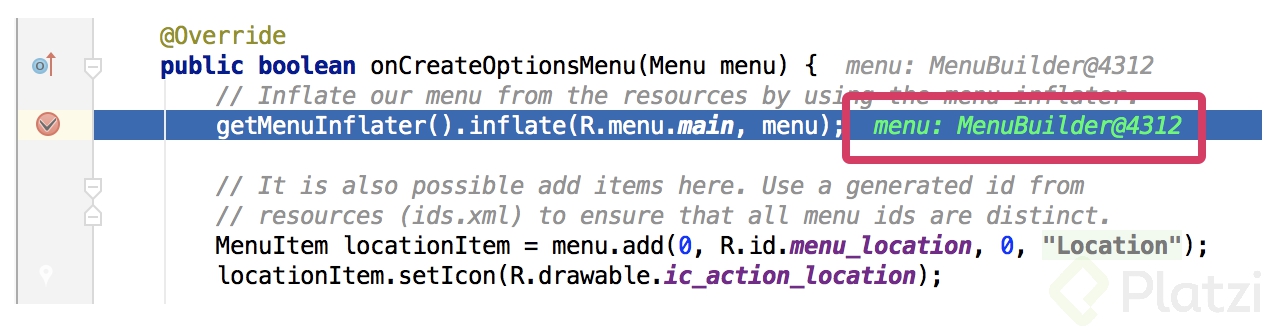 @Override
public boolean onCreateOptionsMenu(Menu menu) { menu: MenuBuilder@4312
// Inflate our menu from the resources by using the menu inflater.
getMenuInflater().inflate(R.menu.main, menu); menu: MenuBuilder@4312
// It is also possible add items here. Use a generated id from
// resources (ids.xml) to ensure that all menu ids are distinct.
MenuItem locationItem = menu.add(0, R.id.menu_location, 0, "Location");
locationItem.setIcon(R.drawable.ic_action_location);
Platzi